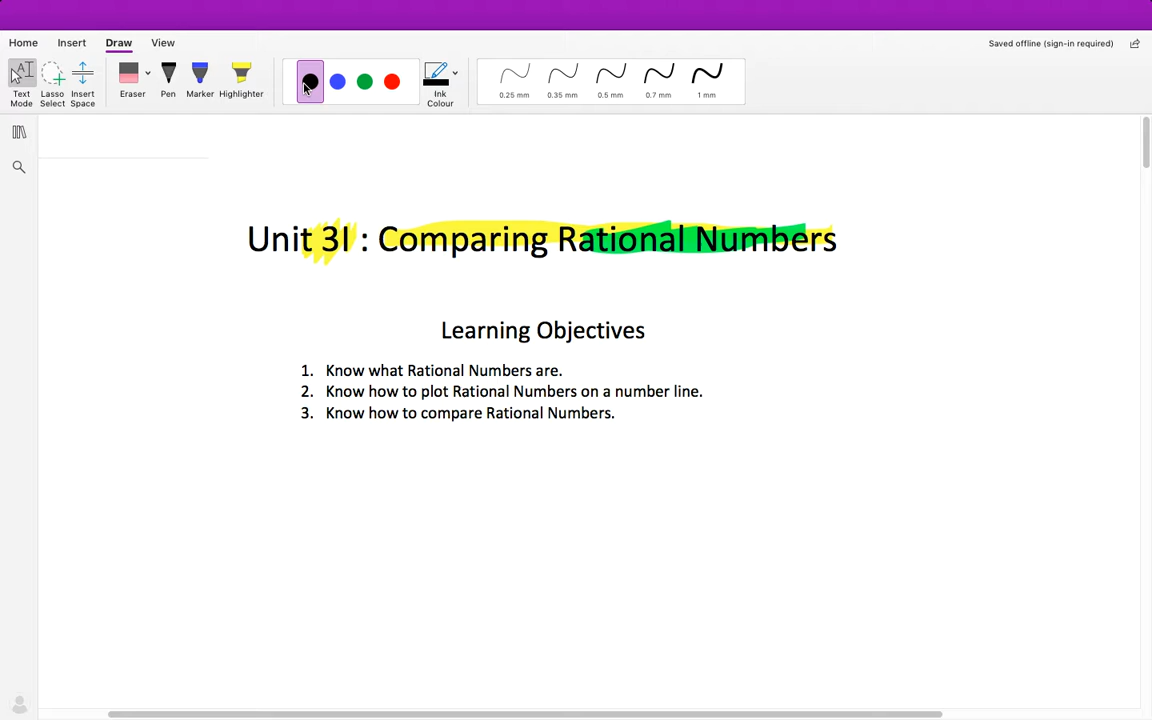 Home Insert Draw View
Saved offline (sign-in required)
Text Mode
Lasso Select
Insert Space
Eraser
Pen
Marker
Highlighter
Ink Colour
0.25 mm 0.35 mm 0.5 mm 0.7 mm 1 mm
Unit 3I : Comparing Rational Numbers
Learning Objectives
1. Know what Rational Numbers are.
2. Know how to plot Rational Numbers on a number line.
3. Know how to compare Rational Numbers.